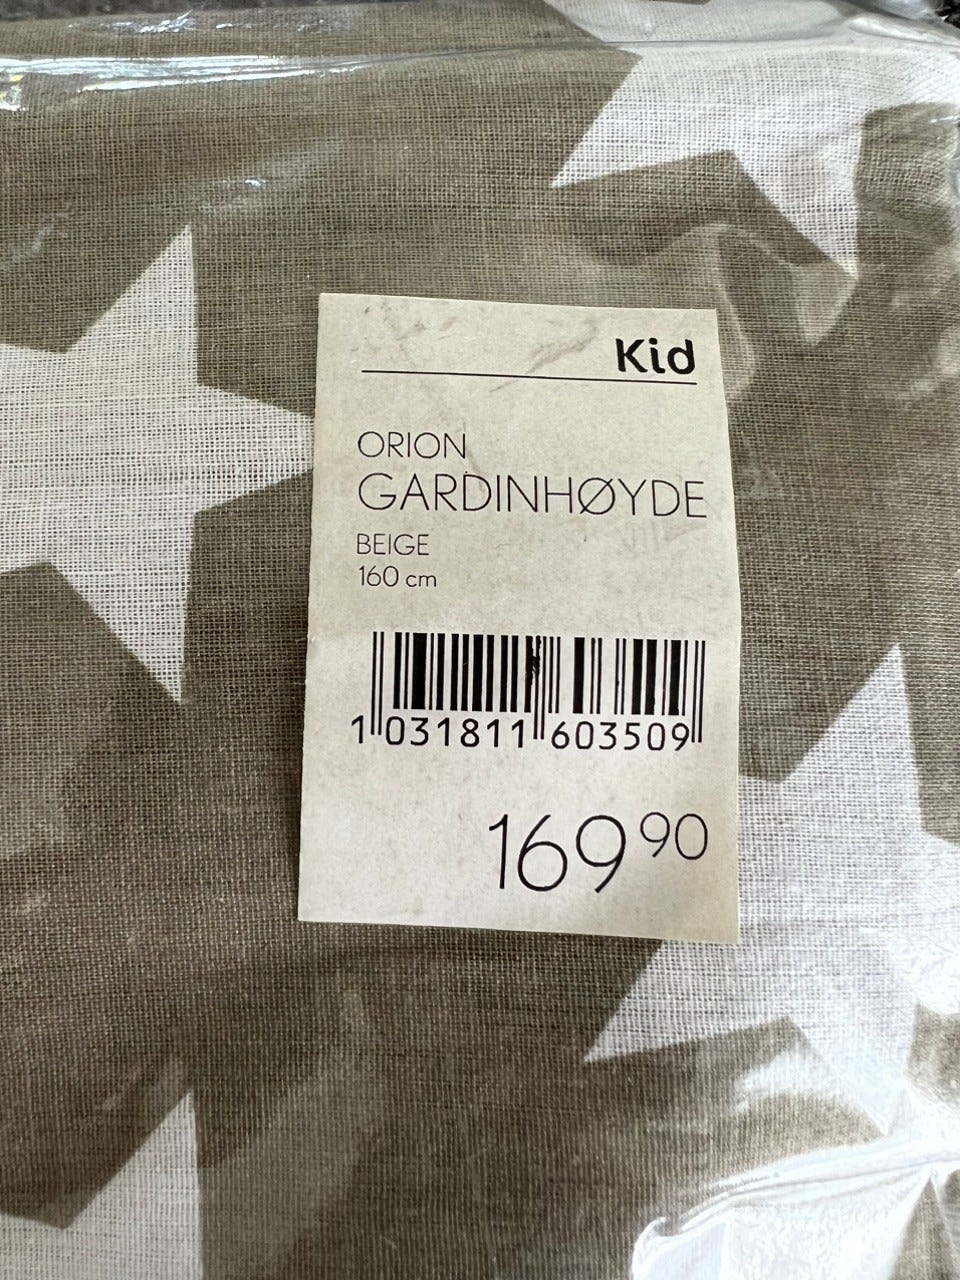 Kid
ORION
GARDINHØYDE
BEIGE
160 cm
1 031811 603509
169 90